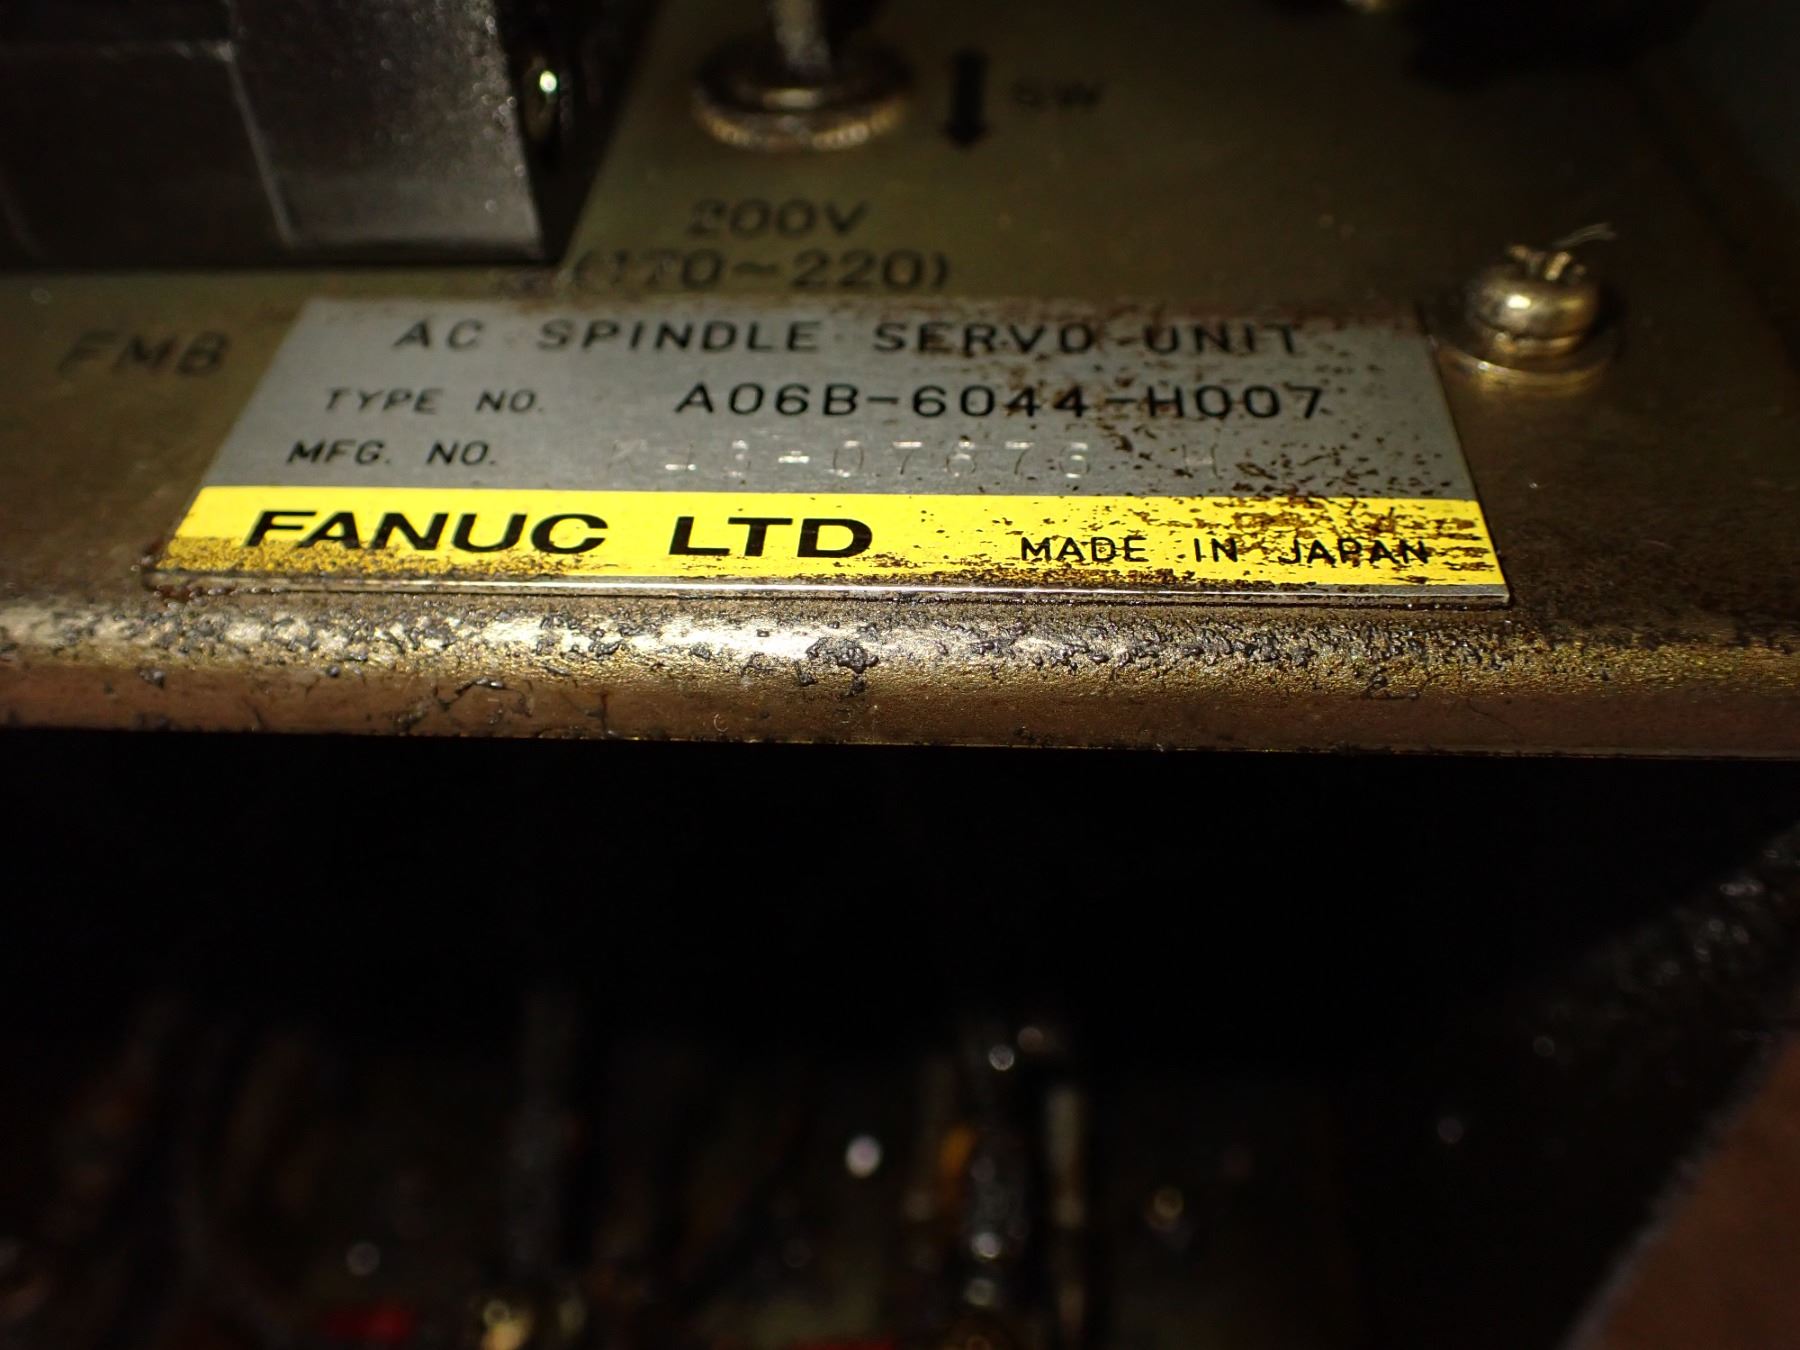 SW
200V
(170~220)
FMB
AC SPINDLE SERVO UNIT
TYPE NO. A06B-6044-H007
MFG. NO.
FANUC LTD MADE IN JAPAN